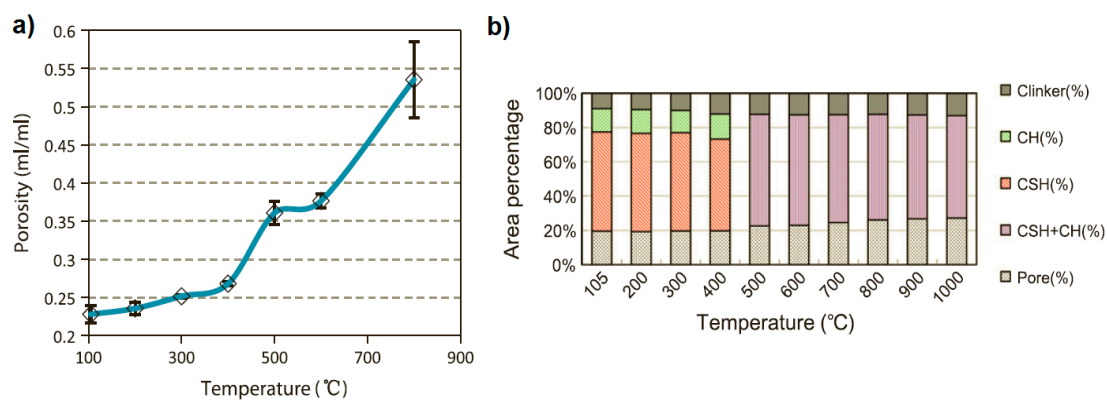 a)
0.6
0.55
0.5
0.45
0.4
0.35
0.3
0.25
0.2
Porosity (ml/ml)
100 300 500 700 900
Temperature (℃)
b)
100%
80%
60%
40%
20%
0%
Area percentage
105 200 300 400 500 600 700 800 900 1000
Temperature (℃)
Clinker(%)
CH(%)
CSH(%)
CSH+CH(%)
Pore(%)